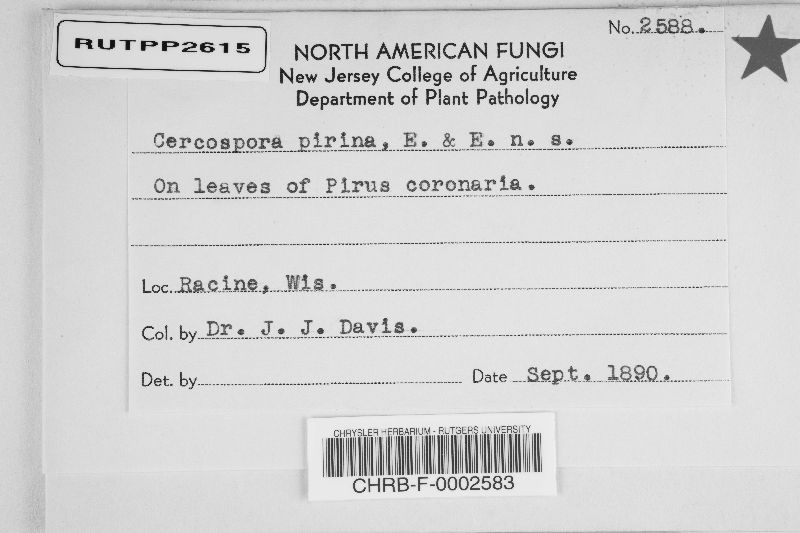 RUTPP2615
No. 2588.
NORTH AMERICAN FUNGI
New Jersey College of Agriculture
Department of Plant Pathology
Cercospora pirina, E. & E. n. s.
On leaves of Pirus coronaria.
Loc. Racine, Wis.
Col. by Dr. J. J. Davis.
Det. by
Date Sept. 1890.
CHRYSLER HERBARIUM - RUTGERS UNIVERSITY
CHRB-F-0002583